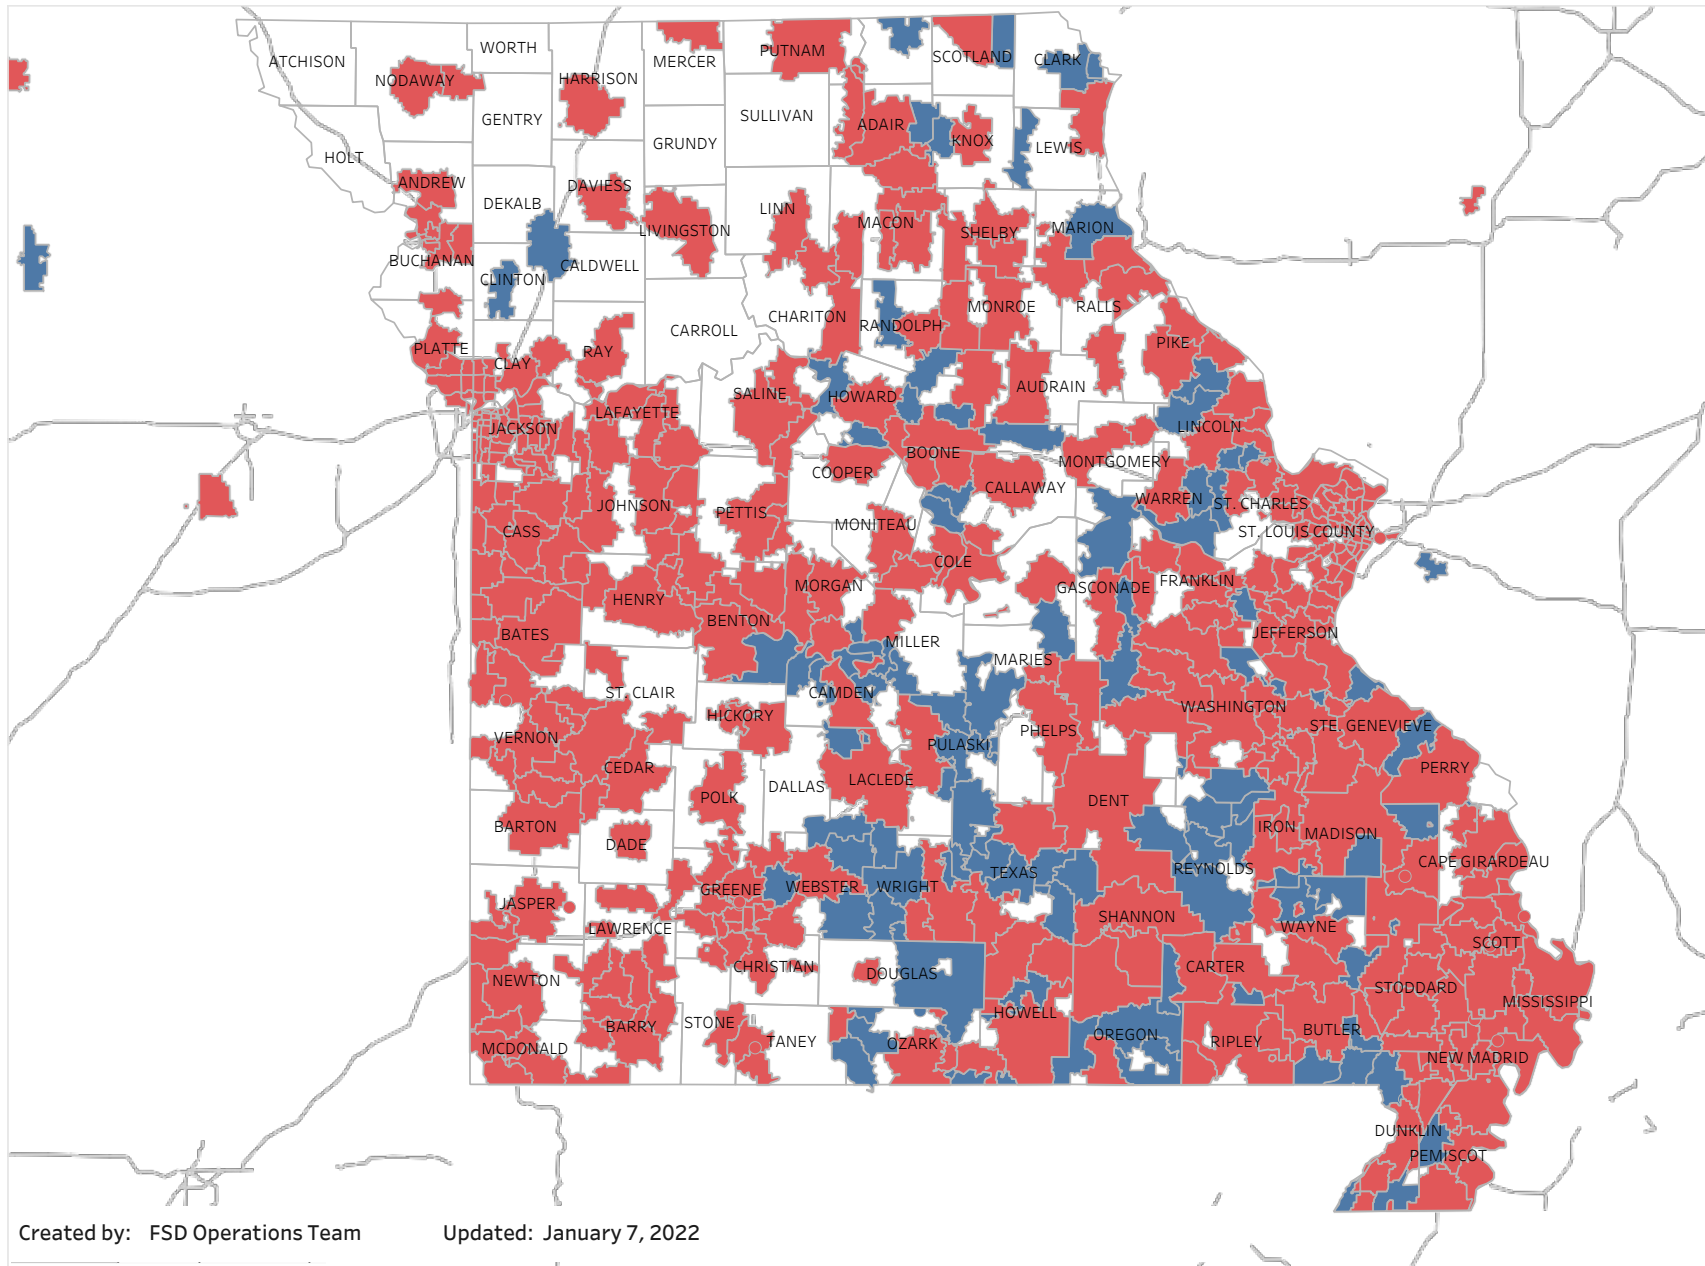 ATCHISON
WORTH
MERCER
PUTNAM
SCOTLAND
CLARK
NODAWAY
HARRISON
GENTRY
SULLIVAN
ADAIR
KNOX
LEWIS
GRUNDY
HOLT
ANDREW
DEKALB
DAVIESS
LIVINGSTON
LINN
MACON
SHELBY
MARION
BUCHANAN
CLINTON
CALDWELL
CHARITON
RANDOLPH
MONROE
RALLS
CARROLL
PLATTE
CLAY
RAY
PIKE
SALINE
HOWARD
AUDRAIN
LAFAYETTE
JACKSON
LINCOLN
COOPER
BOONE
MONTGOMERY
CALLAWAY
CASS
JOHNSON
PETTIS
MONITEAU
WARREN
ST. CHARLES
ST. LOUIS COUNTY
COLE
HENRY
MORGAN
GASCONADE
FRANKLIN
BATES
BENTON
MILLER
MARIES
JEFFERSON
ST. CLAIR
CAMDEN
WASHINGTON
HICKORY
PHELPS
STE. GENEVIEVE
VERNON
PULASKI
CEDAR
PERRY
POLK
DALLAS
LACLEDE
DENT
BARTON
DADE
IRON
MADISON
CAPE GIRARDEAU
REYNOLDS
TEXAS
JASPER
GREENE
WEBSTER
WRIGHT
LAWRENCE
SHANNON
WAYNE
SCOTT
NEWTON
CHRISTIAN
DOUGLAS
CARTER
STODDARD
MISSISSIPPI
HOWELL
MCDONALD
BARRY
STONE
TANEY
OZARK
OREGON
RIPLEY
BUTLER
NEW MADRID
DUNKLIN
PEMISCOT
Created by: FSD Operations Team Updated: January 7, 2022